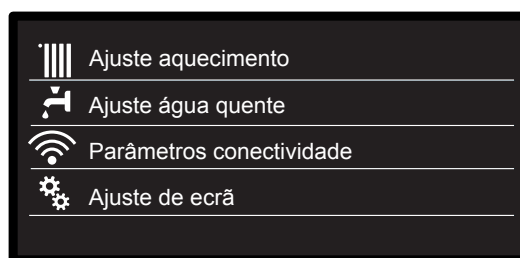 Ajuste aquecimento
Ajuste água quente
Parâmetros conectividade
Ajuste de ecrã